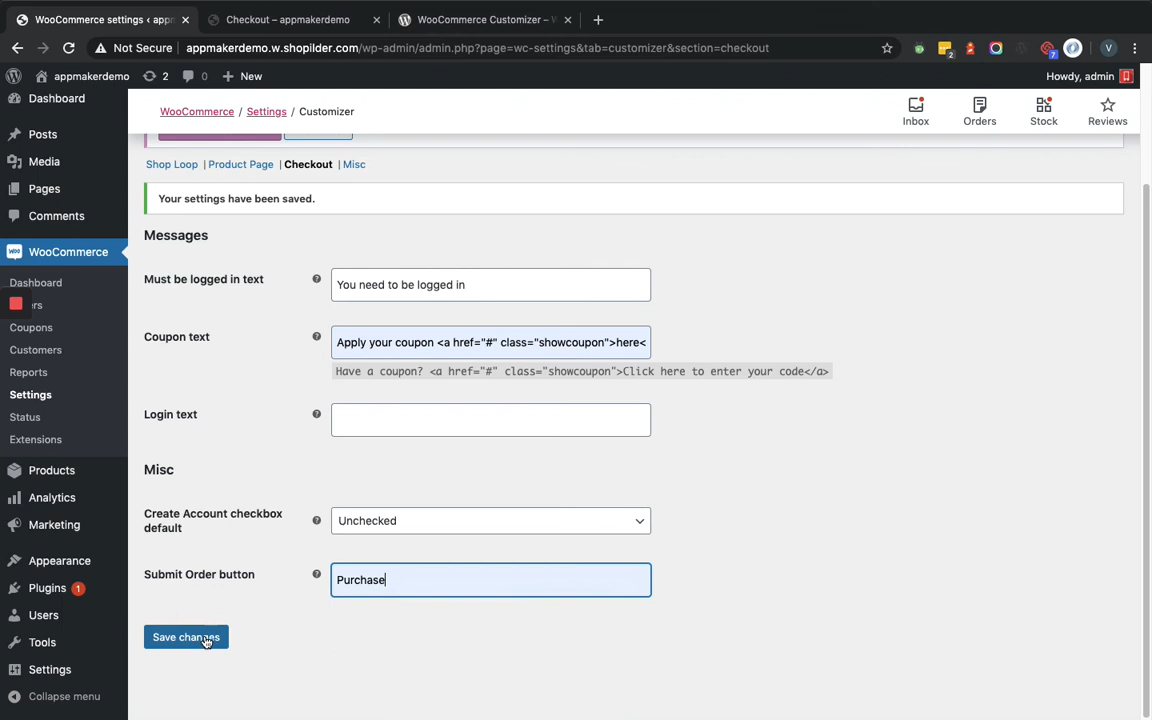 WooCommerce settings ‹ appm
Checkout – appmakerdemo
WooCommerce Customizer – W
Not Secure
appmakerdemo.w.shopilder.com/wp-admin/admin.php?page=wc-settings&tab=customizer&section=checkout
2
7
V
appmakerdemo
2
0
New
Howdy, admin
Dashboard
Posts
Media
Pages
Comments
WooCommerce
Dashboard
ers
Coupons
Customers
Reports
Settings
Status
Extensions
Products
Analytics
Marketing
Appearance
Plugins 1
Users
Tools
Settings
Collapse menu
WooCommerce / Settings / Customizer
Inbox
Orders
Stock
Reviews
Shop Loop | Product Page | Checkout | Misc
Your settings have been saved.
Messages
Must be logged in text
You need to be logged in
Coupon text
Apply your coupon <a href="#" class="showcoupon">here<
Have a coupon? <a href="#" class="showcoupon">Click here to enter your code</a>
Login text
Misc
Create Account checkbox
default
Unchecked
Submit Order button
Purchase
Save changes